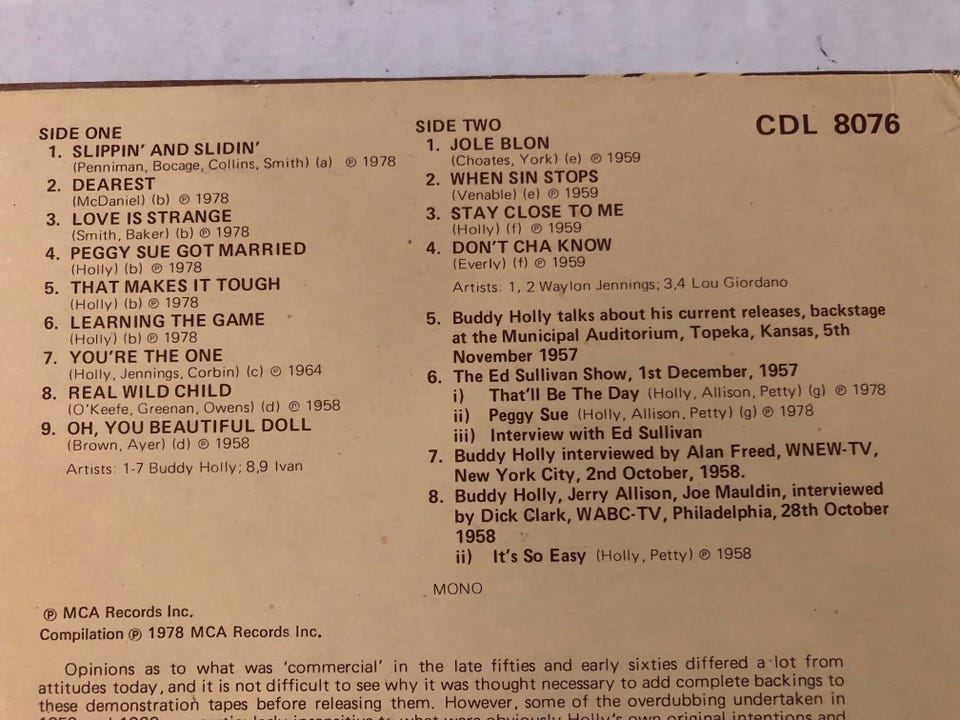 CDL 8076
SIDE ONE
1. SLIPPIN' AND SLIDIN'
(Penniman, Bocage, Collins, Smith) (a) ℗ 1978
2. DEAREST
(McDaniel) (b) ℗ 1978
3. LOVE IS STRANGE
(Smith, Baker) (b) ℗ 1978
4. PEGGY SUE GOT MARRIED
(Holly) (b) ℗ 1978
5. THAT MAKES IT TOUGH
(Holly) (b) ℗ 1978
6. LEARNING THE GAME
(Holly) (b) ℗ 1978
7. YOU'RE THE ONE
(Holly, Jennings, Corbin) (c) ℗ 1964
8. REAL WILD CHILD
(O'Keefe, Greenan, Owens) (d) ℗ 1958
9. OH, YOU BEAUTIFUL DOLL
(Brown, Ayer) (d) ℗ 1958
Artists: 1-7 Buddy Holly; 8,9 Ivan
SIDE TWO
1. JOLE BLON
(Choates, York) (e) ℗ 1959
2. WHEN SIN STOPS
(Venable) (e) ℗ 1959
3. STAY CLOSE TO ME
(Holly) (f) ℗ 1959
4. DON'T CHA KNOW
(Everly) (f) ℗ 1959
Artists: 1, 2 Waylon Jennings; 3,4 Lou Giordano
5. Buddy Holly talks about his current releases, backstage
at the Municipal Auditorium, Topeka, Kansas, 5th
November 1957
6. The Ed Sullivan Show, 1st December, 1957
i) That'll Be The Day (Holly, Allison, Petty) (g) ℗ 1978
ii) Peggy Sue (Holly, Allison, Petty) (g) ℗ 1978
iii) Interview with Ed Sullivan
7. Buddy Holly interviewed by Alan Freed, WNEW-TV,
New York City, 2nd October, 1958.
8. Buddy Holly, Jerry Allison, Joe Mauldin, interviewed
by Dick Clark, WABC-TV, Philadelphia, 28th October
1958
ii) It's So Easy (Holly, Petty) ℗ 1958
MONO
℗ MCA Records Inc.
Compilation ℗ 1978 MCA Records Inc.
Opinions as to what was 'commercial' in the late fifties and early sixties differed a lot from
attitudes today, and it is not difficult to see why it was thought necessary to add complete backings to
these demonstration tapes before releasing them. However, some of the overdubbing undertaken in
particularly insensitive to what were obviously Holly's own original intentions and